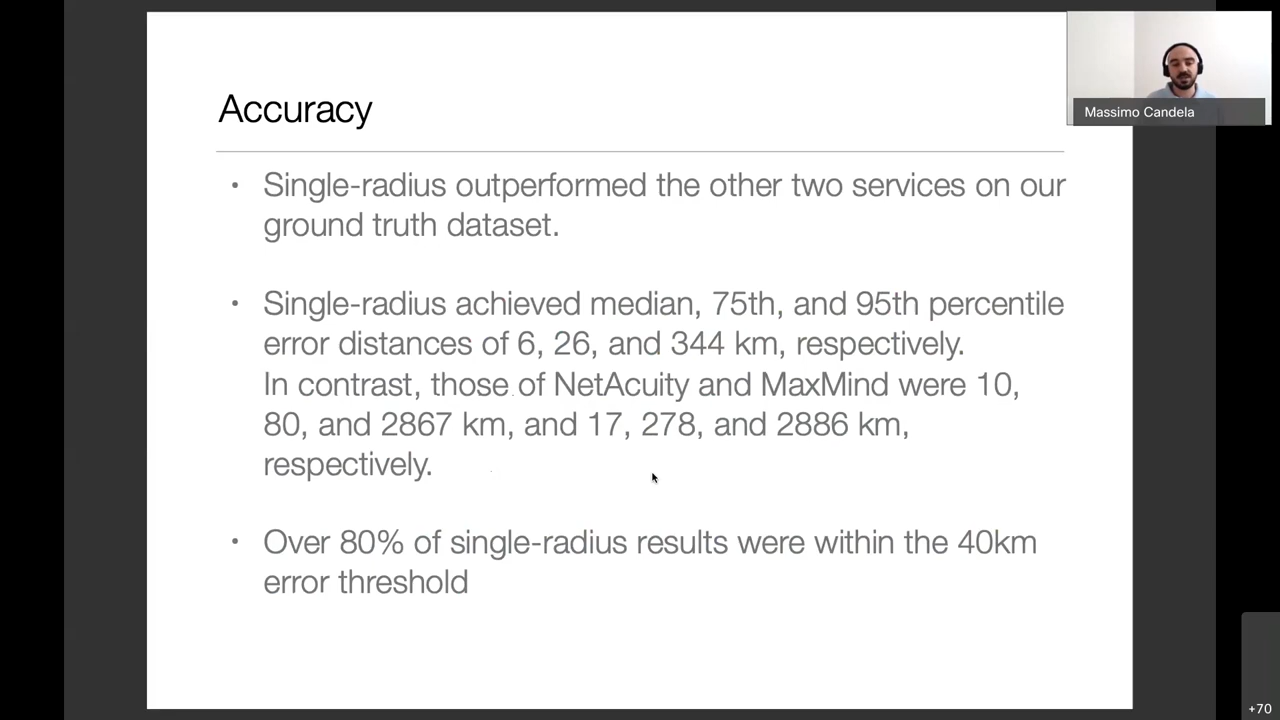 Accuracy
• Single-radius outperformed the other two services on our
ground truth dataset.
• Single-radius achieved median, 75th, and 95th percentile
error distances of 6, 26, and 344 km, respectively.
In contrast, those of NetAcuity and MaxMind were 10,
80, and 2867 km, and 17, 278, and 2886 km,
respectively.
• Over 80% of single-radius results were within the 40km
error threshold
Massimo Candela
+70